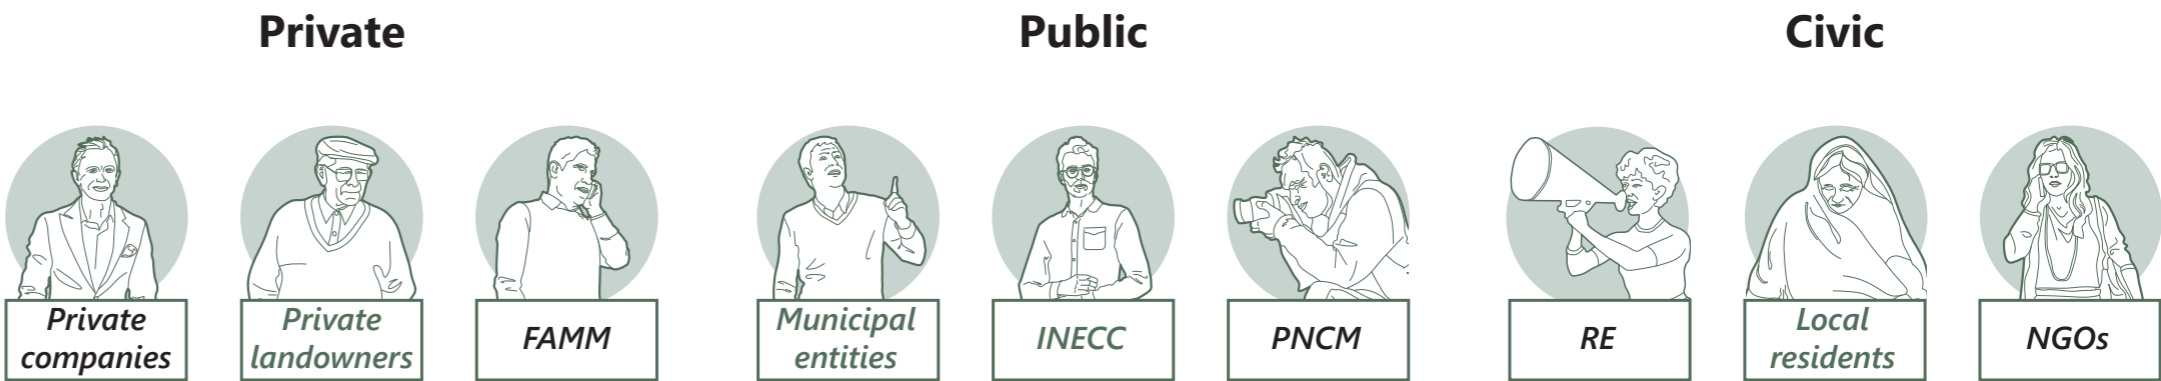 Private
Public
Civic
Private
companies
Private
landowners
FAMM
Municipal
entities
INECC
PNCM
RE
Local
residents
NGOs